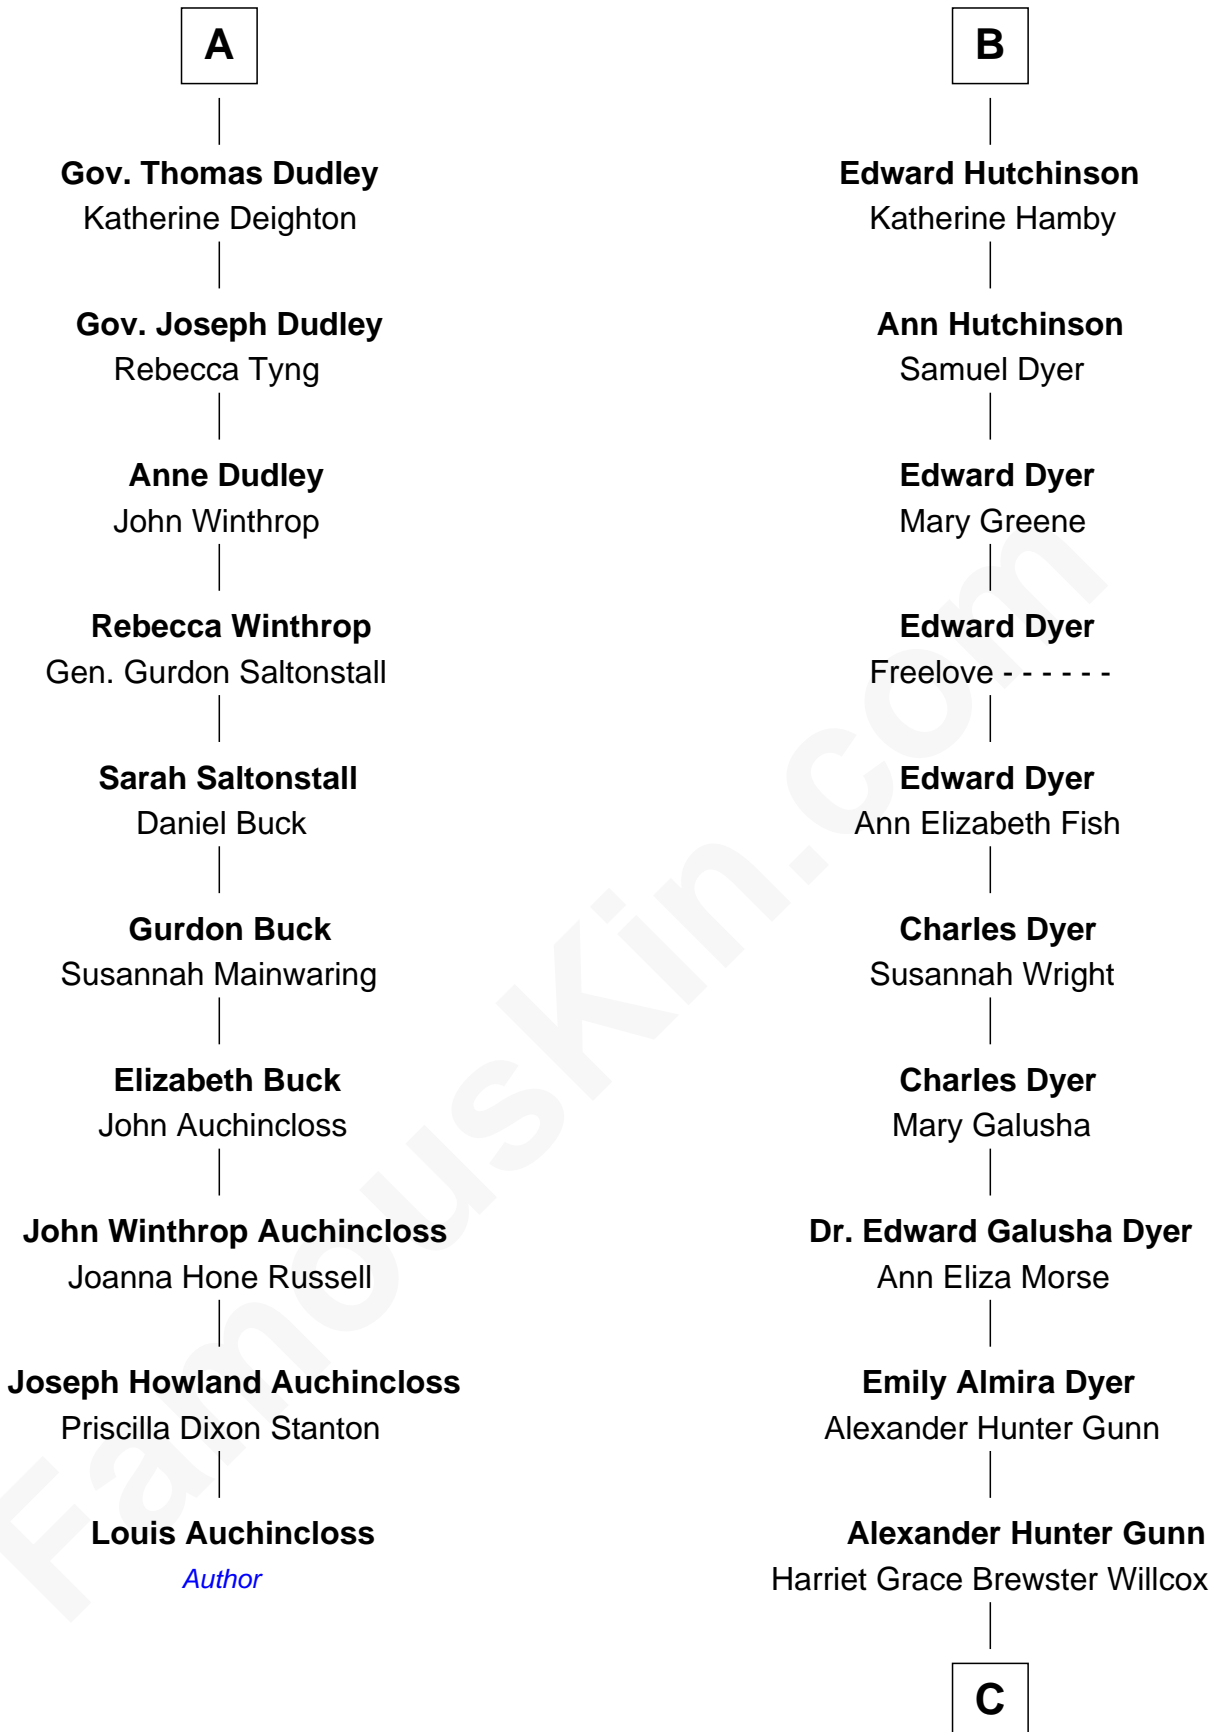 A
Gov. Thomas Dudley
Katherine Deighton
Gov. Joseph Dudley
Rebecca Tyng
Anne Dudley
John Winthrop
Rebecca Winthrop
Gen. Gurdon Saltonstall
Sarah Saltonstall
Daniel Buck
Gurdon Buck
Susannah Mainwaring
Elizabeth Buck
John Auchincloss
John Winthrop Auchincloss
Joanna Hone Russell
Joseph Howland Auchincloss
Priscilla Dixon Stanton
Louis Auchincloss
Author
B
Edward Hutchinson
Katherine Hamby
Ann Hutchinson
Samuel Dyer
Edward Dyer
Mary Greene
Edward Dyer
Freelove - - - - - -
Edward Dyer
Ann Elizabeth Fish
Charles Dyer
Susannah Wright
Charles Dyer
Mary Galusha
Dr. Edward Galusha Dyer
Ann Eliza Morse
Emily Almira Dyer
Alexander Hunter Gunn
Alexander Hunter Gunn
Harriet Grace Brewster Willcox
C
FamousKin.com